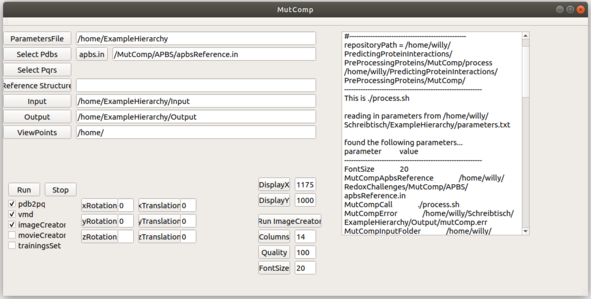 MutComp
ParametersFile /home/ExampleHierarchy
Select Pdbs apbs.in /MutComp/APBS/apbsReference.in
Select Pqrs
Reference Structure
Input /home/ExampleHierarchy/Input
Output /home/ExampleHierarchy/Output
ViewPoints /home/
Run Stop
pdb2pq
vmd
imageCreator
movieCreator
trainingsSet
xRotation 0 xTranslation 0
yRotation 0 yTranslation 0
zRotation zTranslation 0
DisplayX 1175
DisplayY 1000
Run ImageCreator
Columns 14
Quality 100
FontSize 20
#------------------------------------------------
repositoryPath = /home/willy/
PredictingProteinInteractions/
PreProcessingProteins/MutComp/process
/home/willy/PredictingProteinInteractions/
PreProcessingProteins/MutComp/
---------------------------------------------------------
This is ./process.sh
reading in parameters from /home/willy/
Schreibtisch/ExampleHierarchy/parameters.txt
found the following parameters...
parameter value
---------------------------------------------------------
FontSize 20
MutCompApbsReference /home/willy/
RedoxChallenges/MutComp/APBS/
apbsReference.in
MutCompCall ./process.sh
MutCompError /home/willy/Schreibtisch/
ExampleHierarchy/Output/mutComp.err
MutCompInputFolder /home/willy/